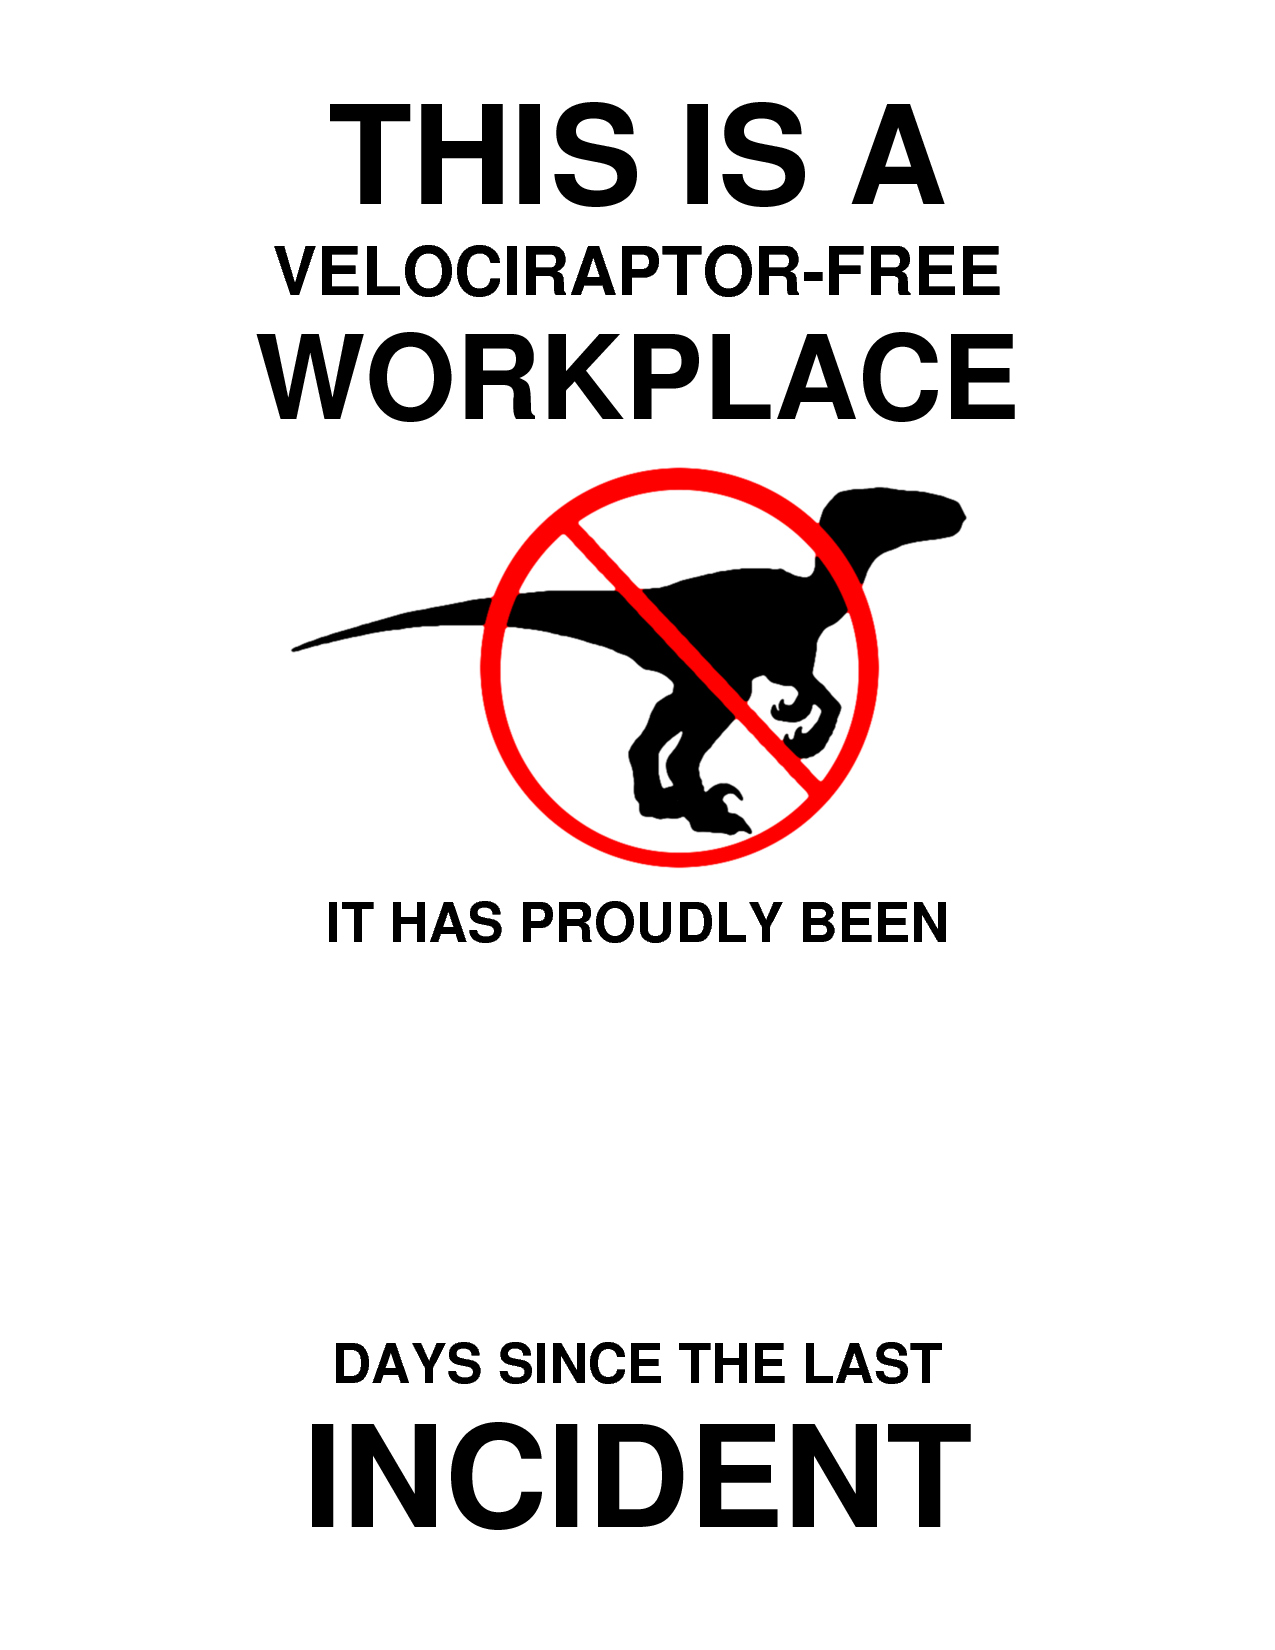 THIS IS A
VELOCIRAPTOR-FREE
WORKPLACE
IT HAS PROUDLY BEEN
DAYS SINCE THE LAST
INCIDENT